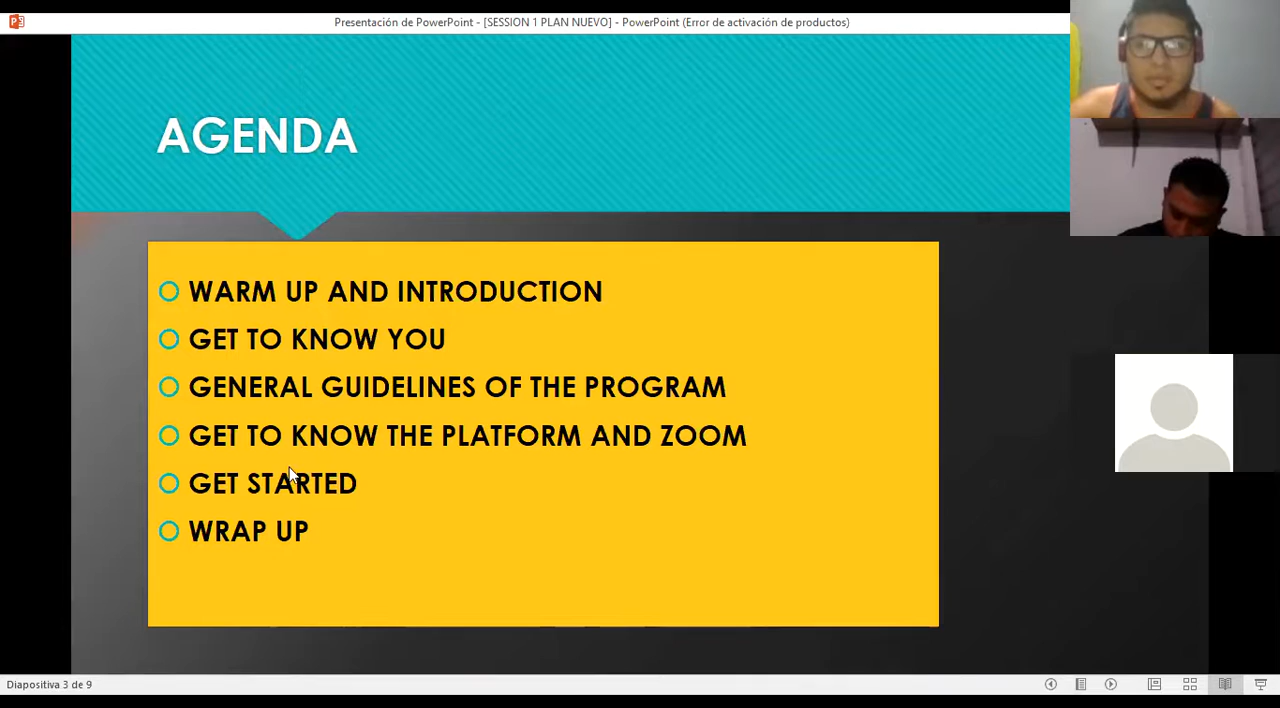 Presentación de PowerPoint - [SESSION 1 PLAN NUEVO] - PowerPoint (Error de activación de productos)
AGENDA
WARM UP AND INTRODUCTION
GET TO KNOW YOU
GENERAL GUIDELINES OF THE PROGRAM
GET TO KNOW THE PLATFORM AND ZOOM
GET STARTED
WRAP UP
Diapositiva 3 de 9